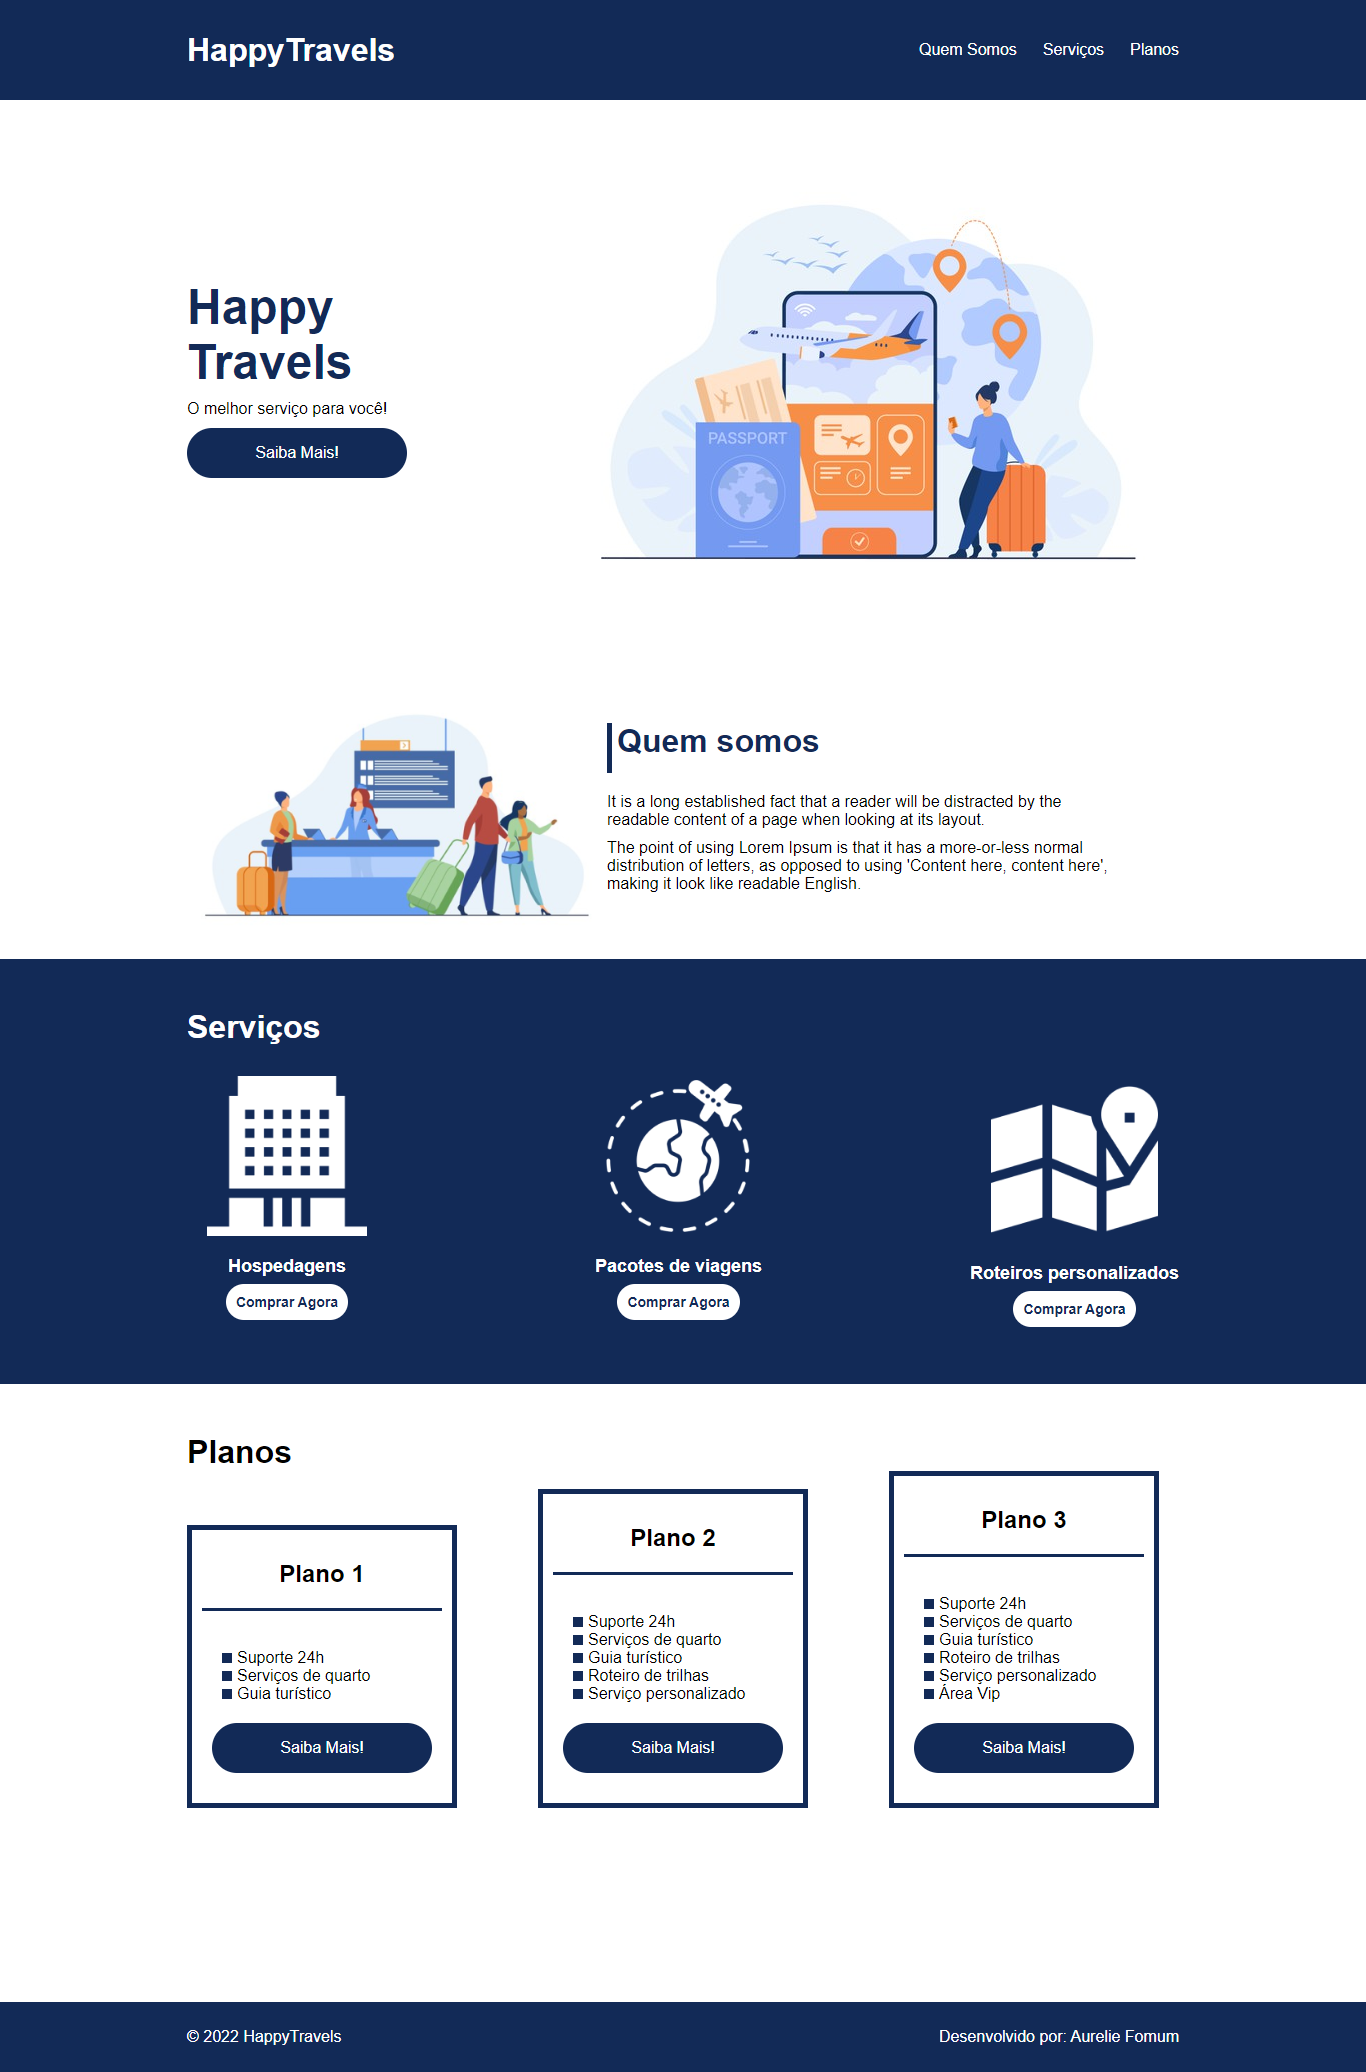 HappyTravels
Quem Somos Serviços Planos
Happy
Travels
O melhor serviço para você!
Saiba Mais!
PASSPORT
Quem somos
It is a long established fact that a reader will be distracted by the
readable content of a page when looking at its layout.
The point of using Lorem Ipsum is that it has a more-or-less normal
distribution of letters, as opposed to using 'Content here, content here',
making it look like readable English.
Serviços
Hospedagens
Comprar Agora
Pacotes de viagens
Comprar Agora
Roteiros personalizados
Comprar Agora
Planos
Plano 1
Suporte 24h
Serviços de quarto
Guia turístico
Saiba Mais!
Plano 2
Suporte 24h
Serviços de quarto
Guia turístico
Roteiro de trilhas
Serviço personalizado
Saiba Mais!
Plano 3
Suporte 24h
Serviços de quarto
Guia turístico
Roteiro de trilhas
Serviço personalizado
Área Vip
Saiba Mais!
© 2022 HappyTravels
Desenvolvido por: Aurelie Fomum